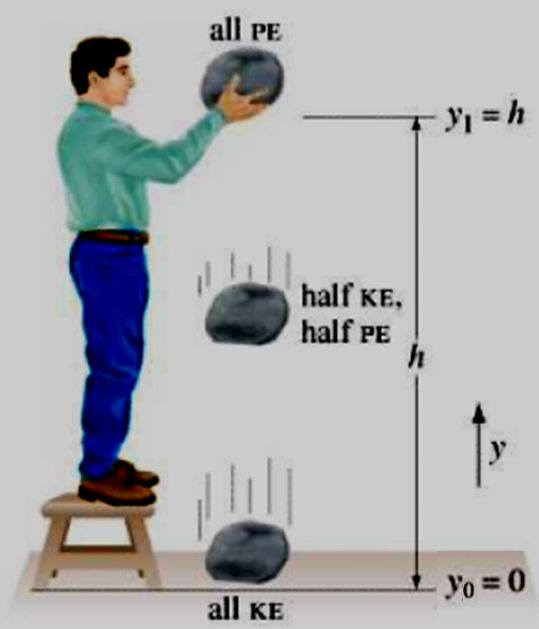 all PE
y₁ = h
half KE,
half PE
h
y
y₀ = 0
all KE